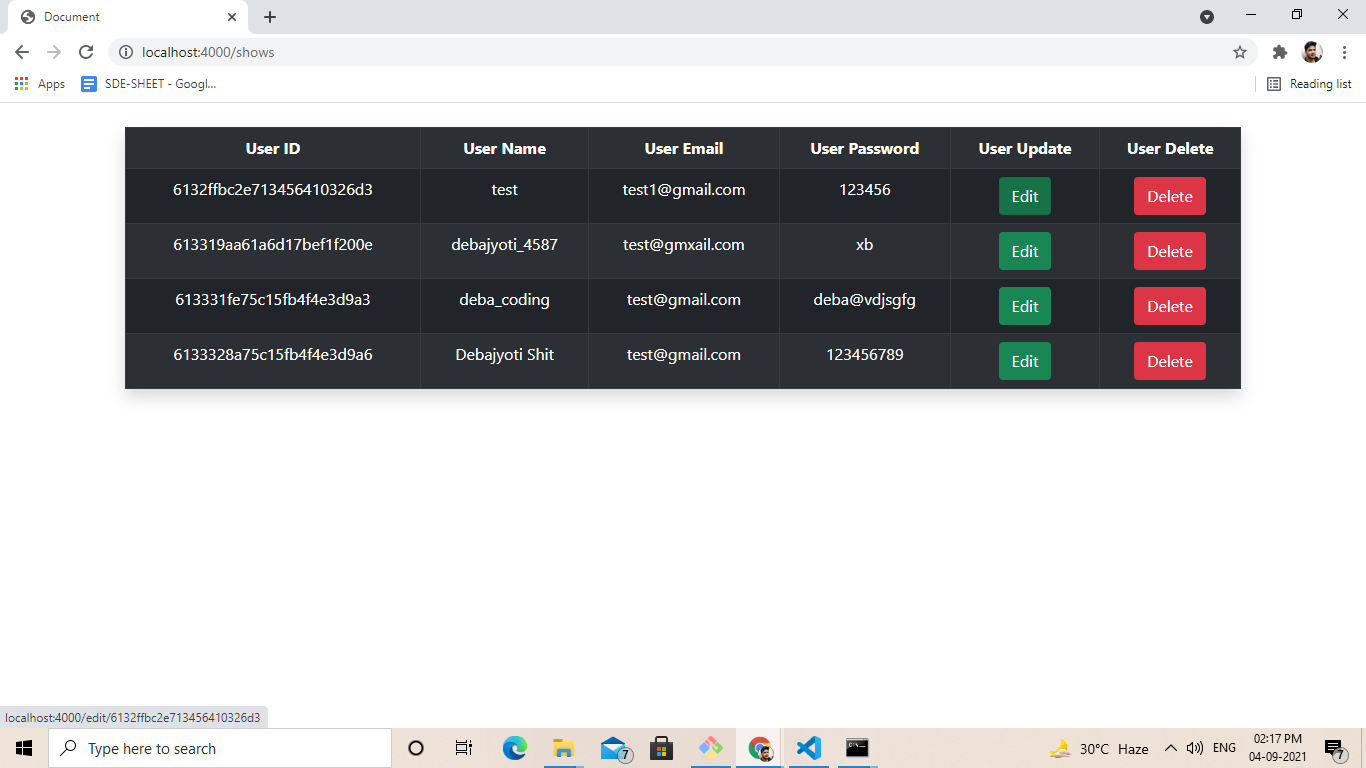 Document
localhost:4000/shows
Apps SDE-SHEET - Googl... Reading list
User ID User Name User Email User Password User Update User Delete
6132ffbc2e713456410326d3 test test1@gmail.com 123456 Edit Delete
613319aa61a6d17bef1f200e debajyoti_4587 test@gmxail.com xb Edit Delete
613331fe75c15fb4f4e3d9a3 deba_coding test@gmail.com deba@vdjsgfg Edit Delete
6133328a75c15fb4f4e3d9a6 Debajyoti Shit test@gmail.com 123456789 Edit Delete
localhost:4000/edit/6132ffbc2e713456410326d3
Type here to search 7 30°C Haze ENG 02:17 PM 7
04-09-2021